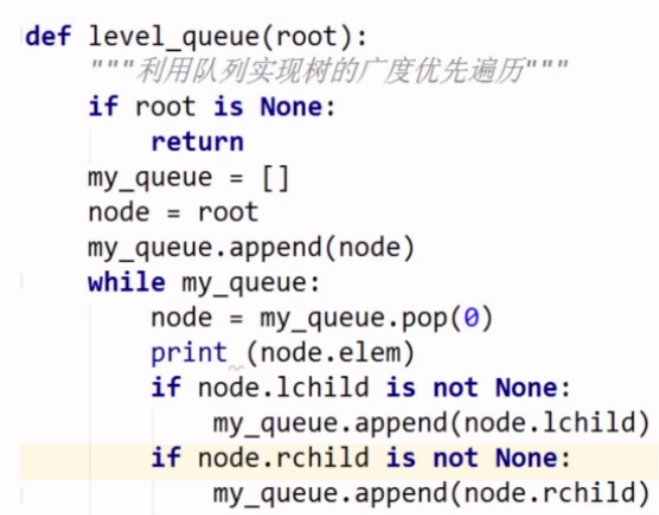 def level_queue(root):
    """利用队列实现树的广度优先遍历"""
    if root is None:
        return
    my_queue = []
    node = root
    my_queue.append(node)
    while my_queue:
        node = my_queue.pop(0)
        print (node.elem)
        if node.lchild is not None:
            my_queue.append(node.lchild)
        if node.rchild is not None:
            my_queue.append(node.rchild)